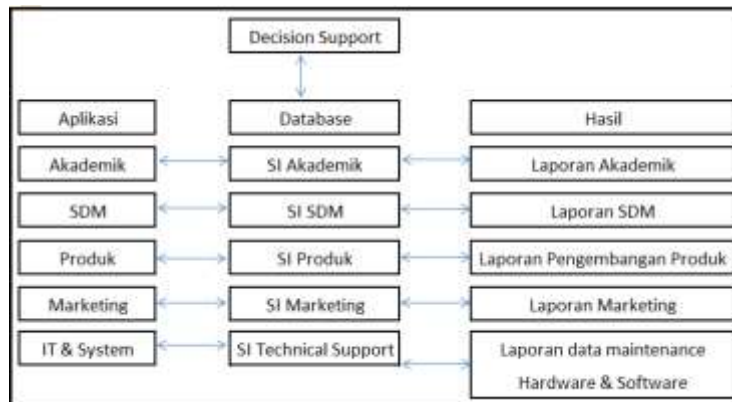 Decision Support
Aplikasi
Database
Hasil
Akademik
SI Akademik
Laporan Akademik
SDM
SI SDM
Laporan SDM
Produk
SI Produk
Laporan Pengembangan Produk
Marketing
SI Marketing
Laporan Marketing
IT & System
SI Technical Support
Laporan data maintenance
Hardware & Software